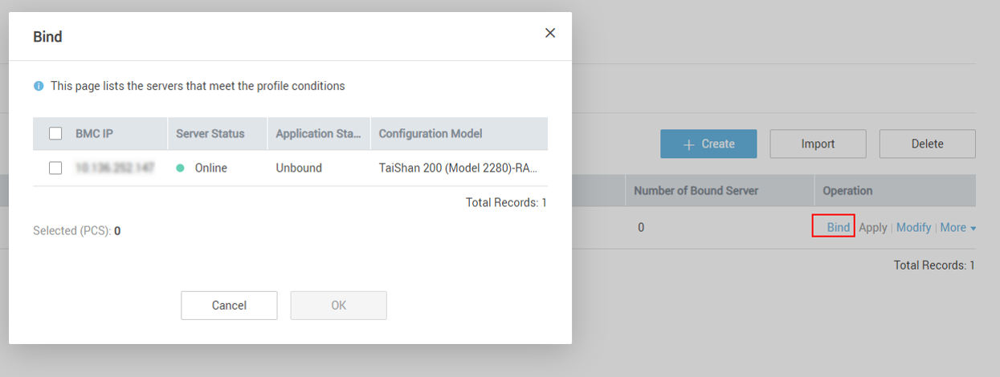 Bind
This page lists the servers that meet the profile conditions
BMC IP Server Status Application Sta... Configuration Model
Online Unbound TaiShan 200 (Model 2280)-RA...
Total Records: 1
Selected (PCS): 0
Cancel OK
+ Create Import Delete
Number of Bound Server Operation
0 Bind Apply | Modify | More
Total Records: 1